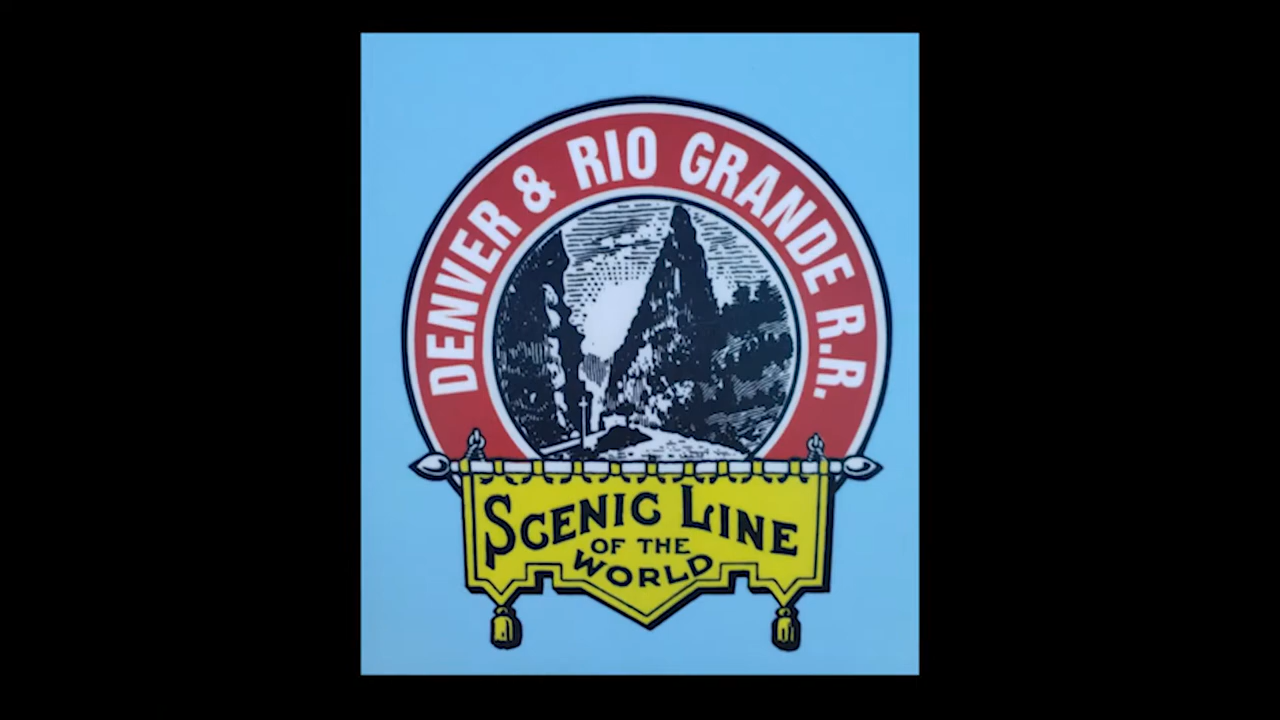 DENVER & RIO GRANDE R.R.
SCENIC LINE
OF THE
WORLD